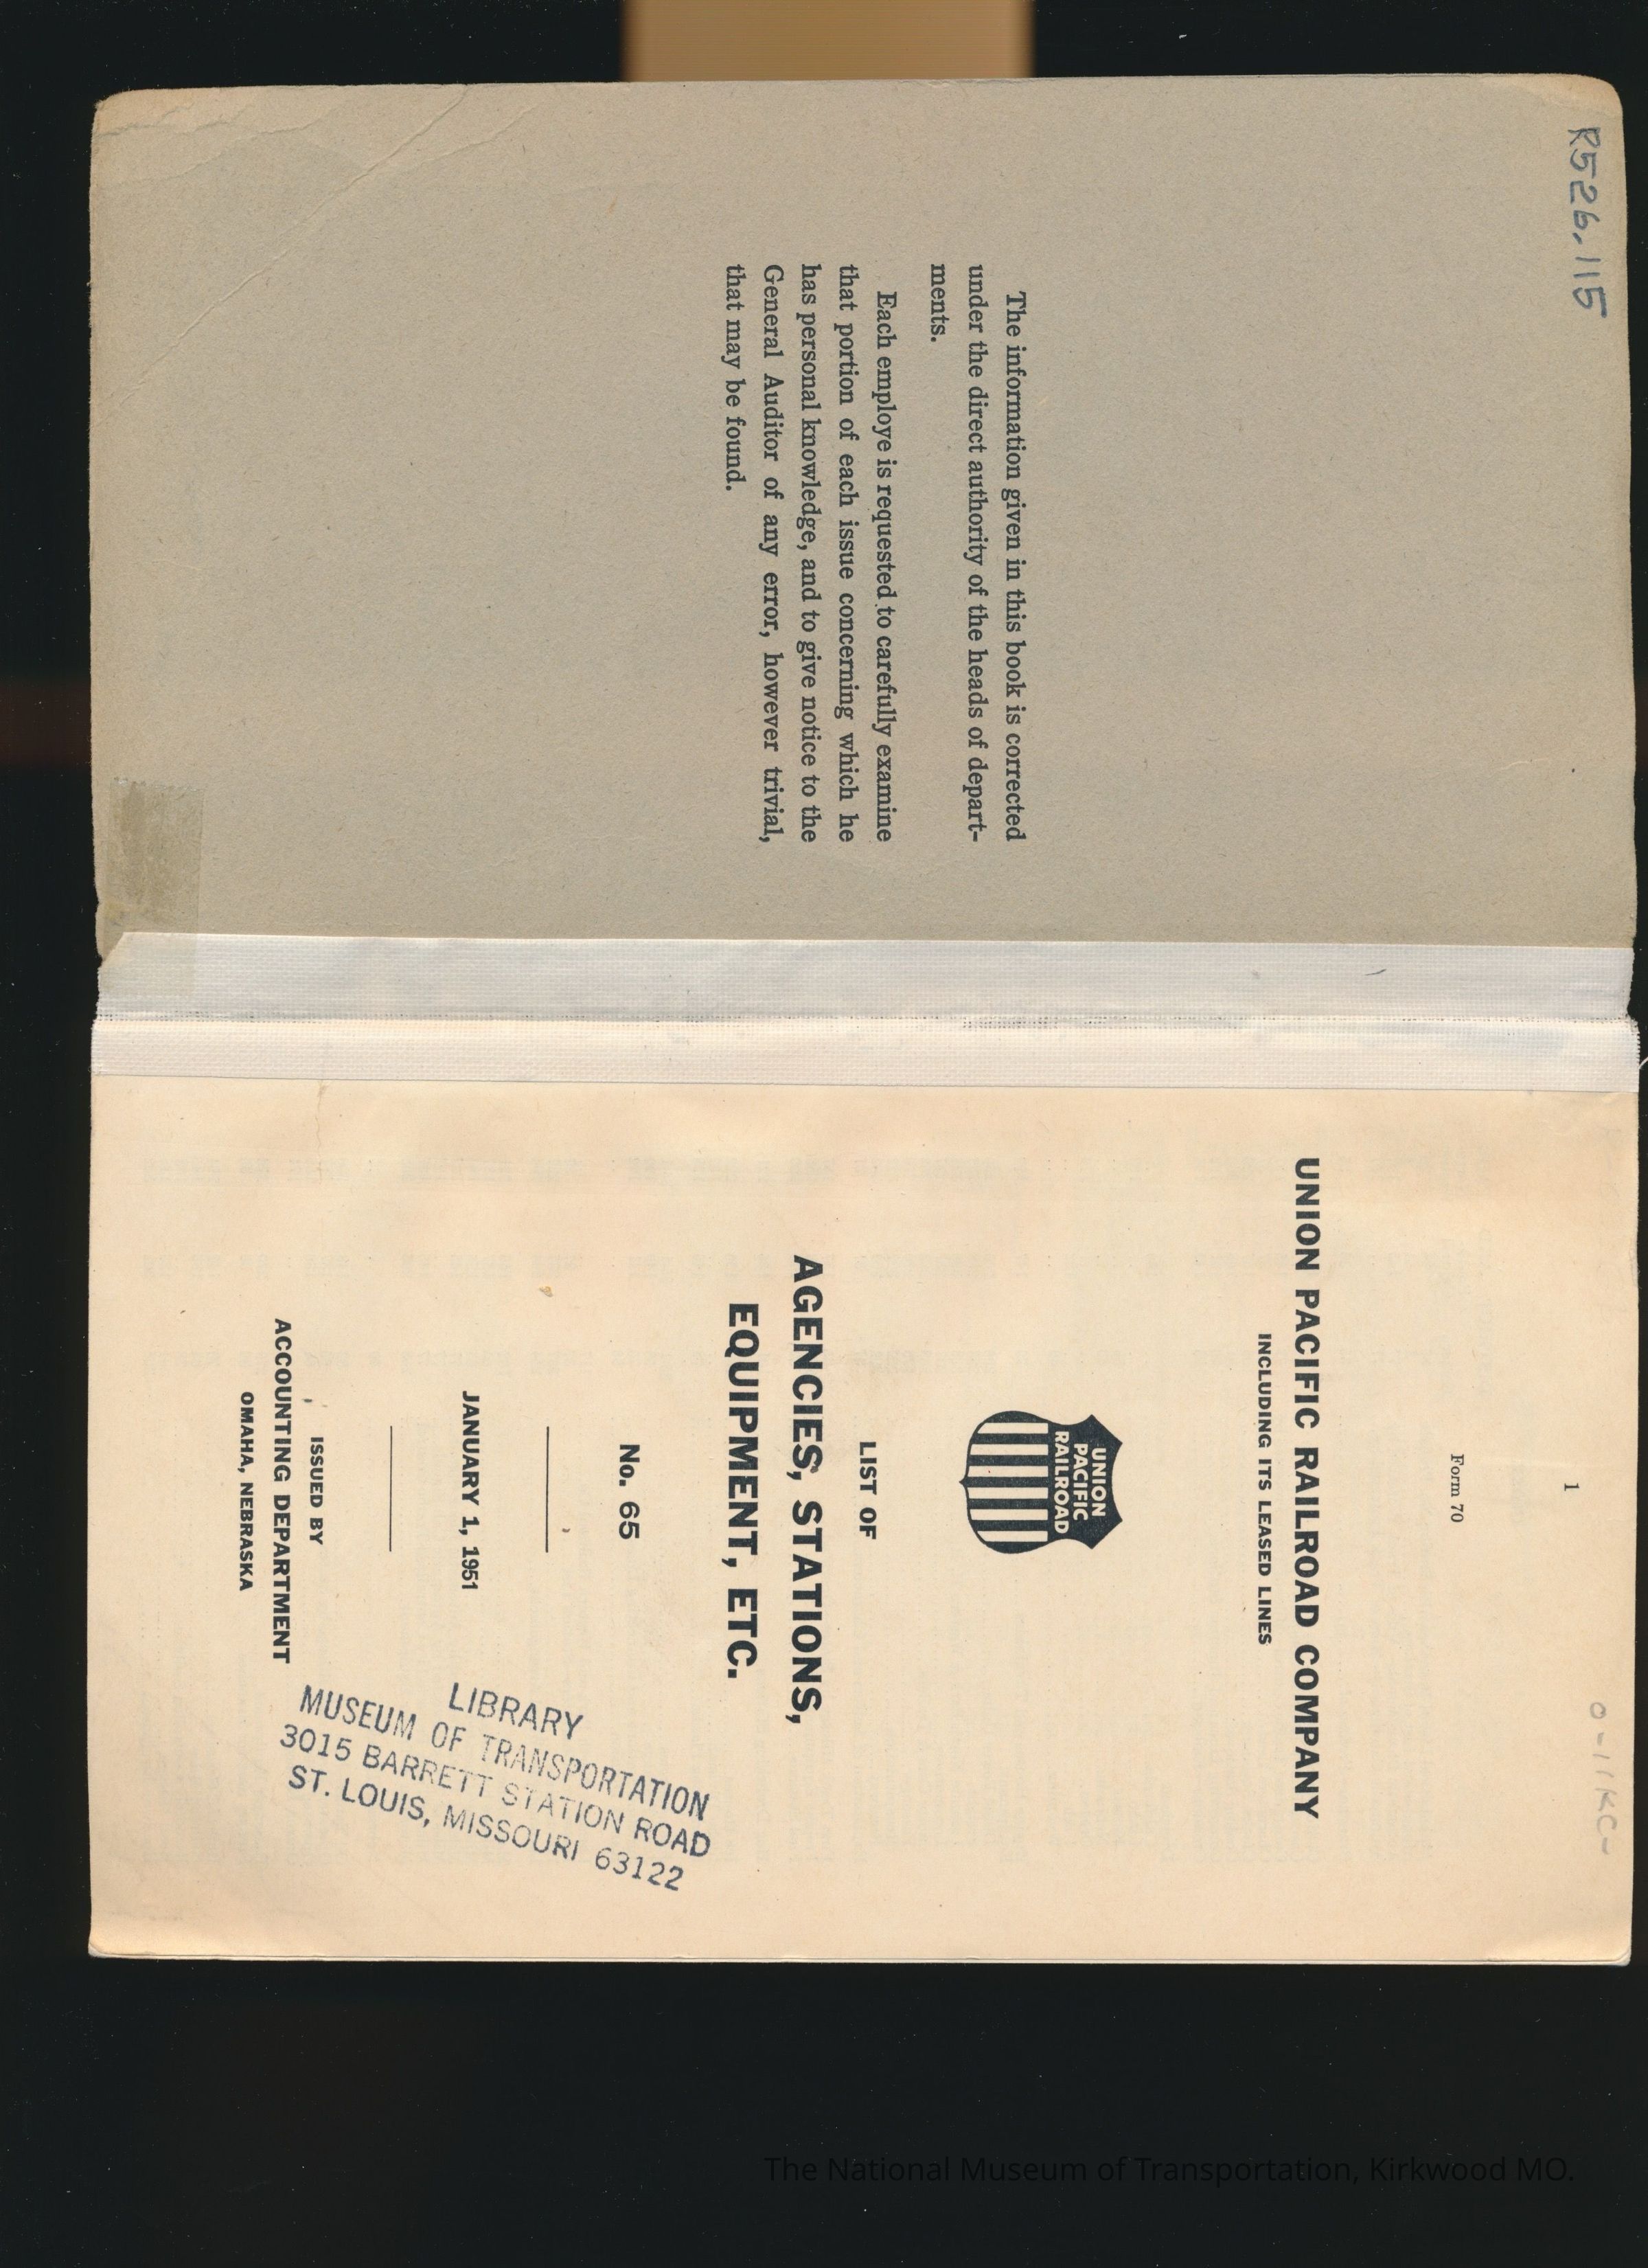 R526.115
The information given in this book is corrected
under the direct authority of the heads of depart-
ments.
Each employe is requested to carefully examine
that portion of each issue concerning which he
has personal knowledge, and to give notice to the
General Auditor of any error, however trivial,
that may be found.
1
Form 70
UNION PACIFIC RAILROAD COMPANY
INCLUDING ITS LEASED LINES
UNION
PACIFIC
RAILROAD
LIST OF
AGENCIES, STATIONS,
EQUIPMENT, ETC.
No. 65
JANUARY 1, 1951
ISSUED BY
ACCOUNTING DEPARTMENT
OMAHA, NEBRASKA
LIBRARY
MUSEUM OF TRANSPORTATION
3015 BARRETT STATION ROAD
ST. LOUIS, MISSOURI 63122
The National Museum of Transportation, Kirkwood MO.